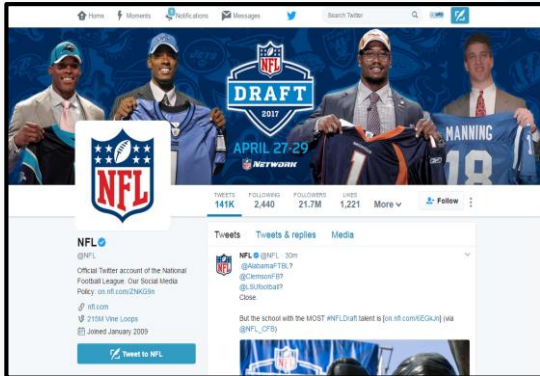 Home Moments Notifications Messages Search Twitter
NFL
DRAFT
2017
APRIL 27-29
NFL NETWORK
1
MANNING
18
NFL
TWEETS FOLLOWING FOLLOWERS LIKES
141K 2,440 21.7M 1,221 More Follow
NFL
@NFL
Official Twitter account of the National
Football League. Our Social Media
Policy: on.nfl.com/ZNKG9n
nfl.com
215M Vine Loops
Joined January 2009
Tweet to NFL
Tweets Tweets & replies Media
NFL @NFL · 30m
@AlabamaFTBL?
@ClemsonFB?
@LSUfootball?
Close.
But the school with the MOST #NFLDraft talent is [on.nfl.com/6EGkJn] (via
@NFL_CFB)